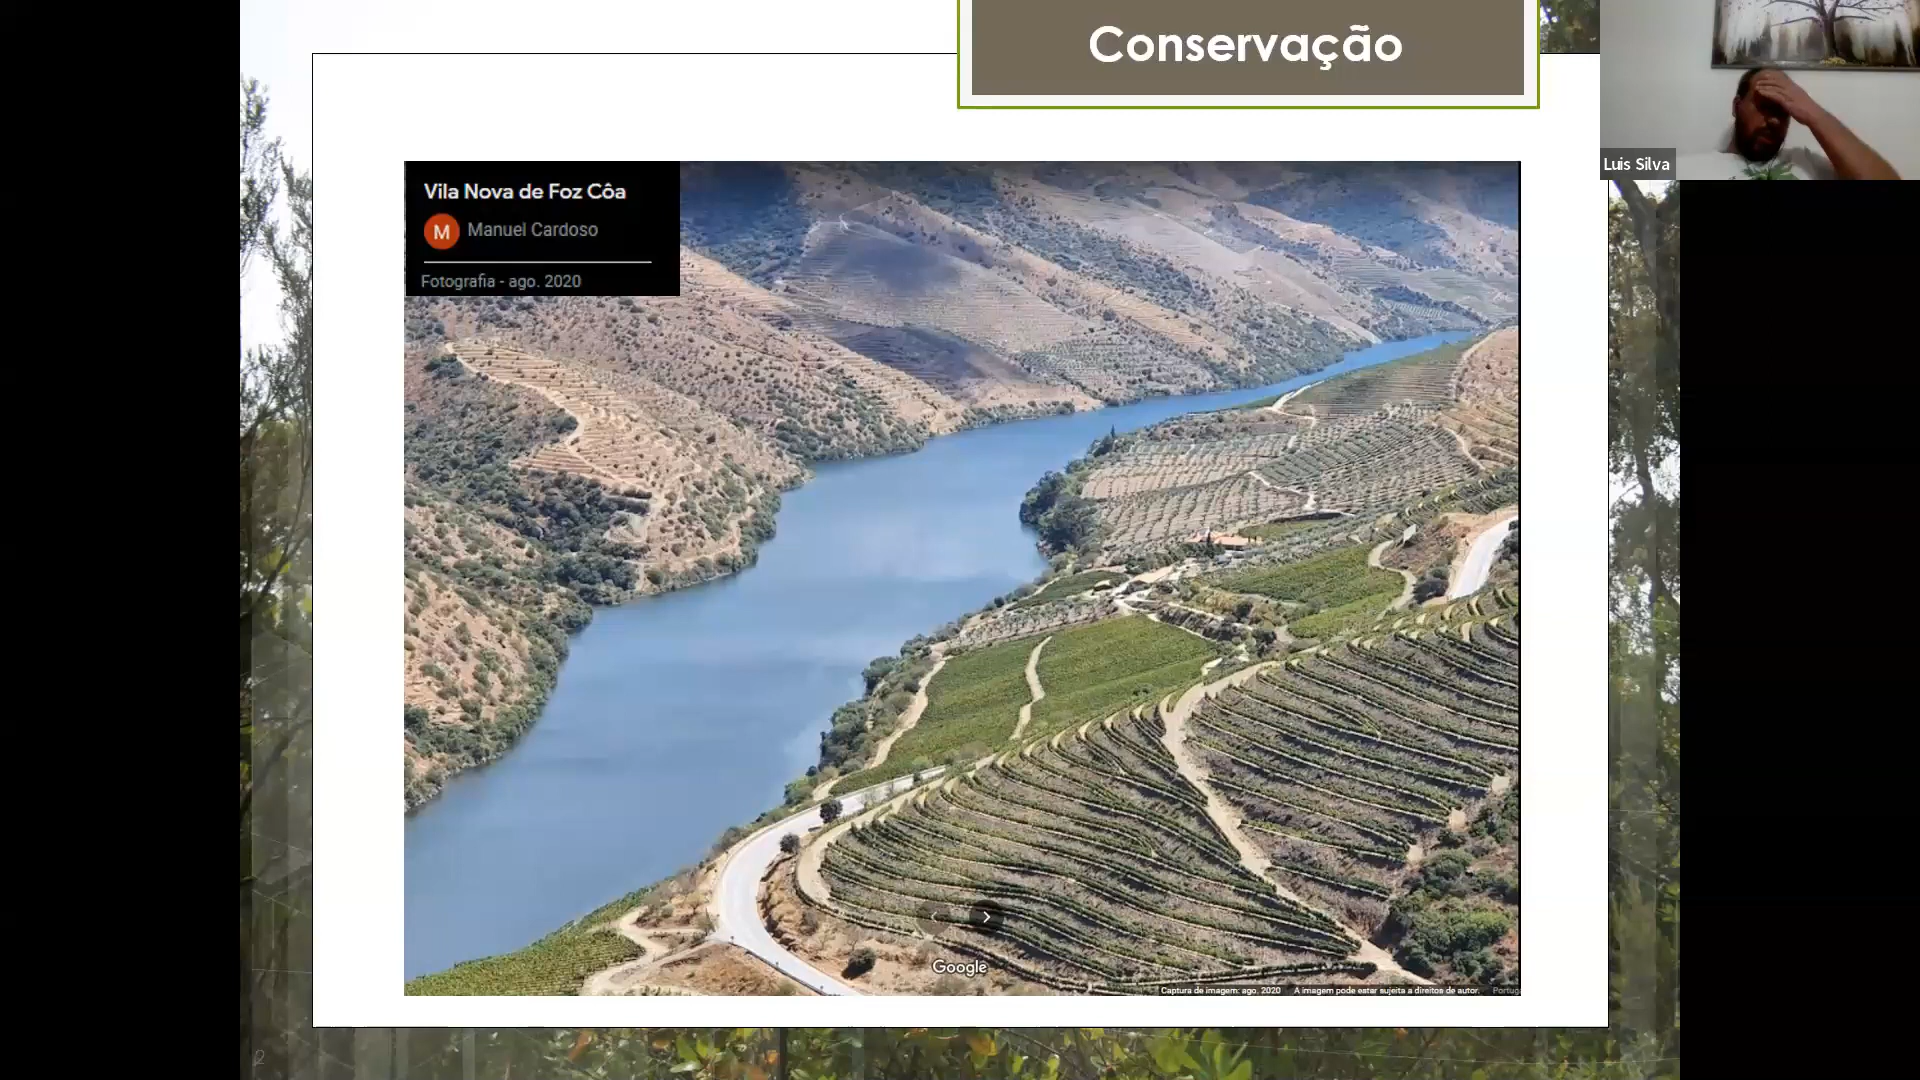 Conservação
Luis Silva
Vila Nova de Foz Côa
M Manuel Cardoso
Fotografia - ago. 2020
Google
Captura de imagem: ago. 2020 A imagem pode estar sujeita a direitos de autor.
2